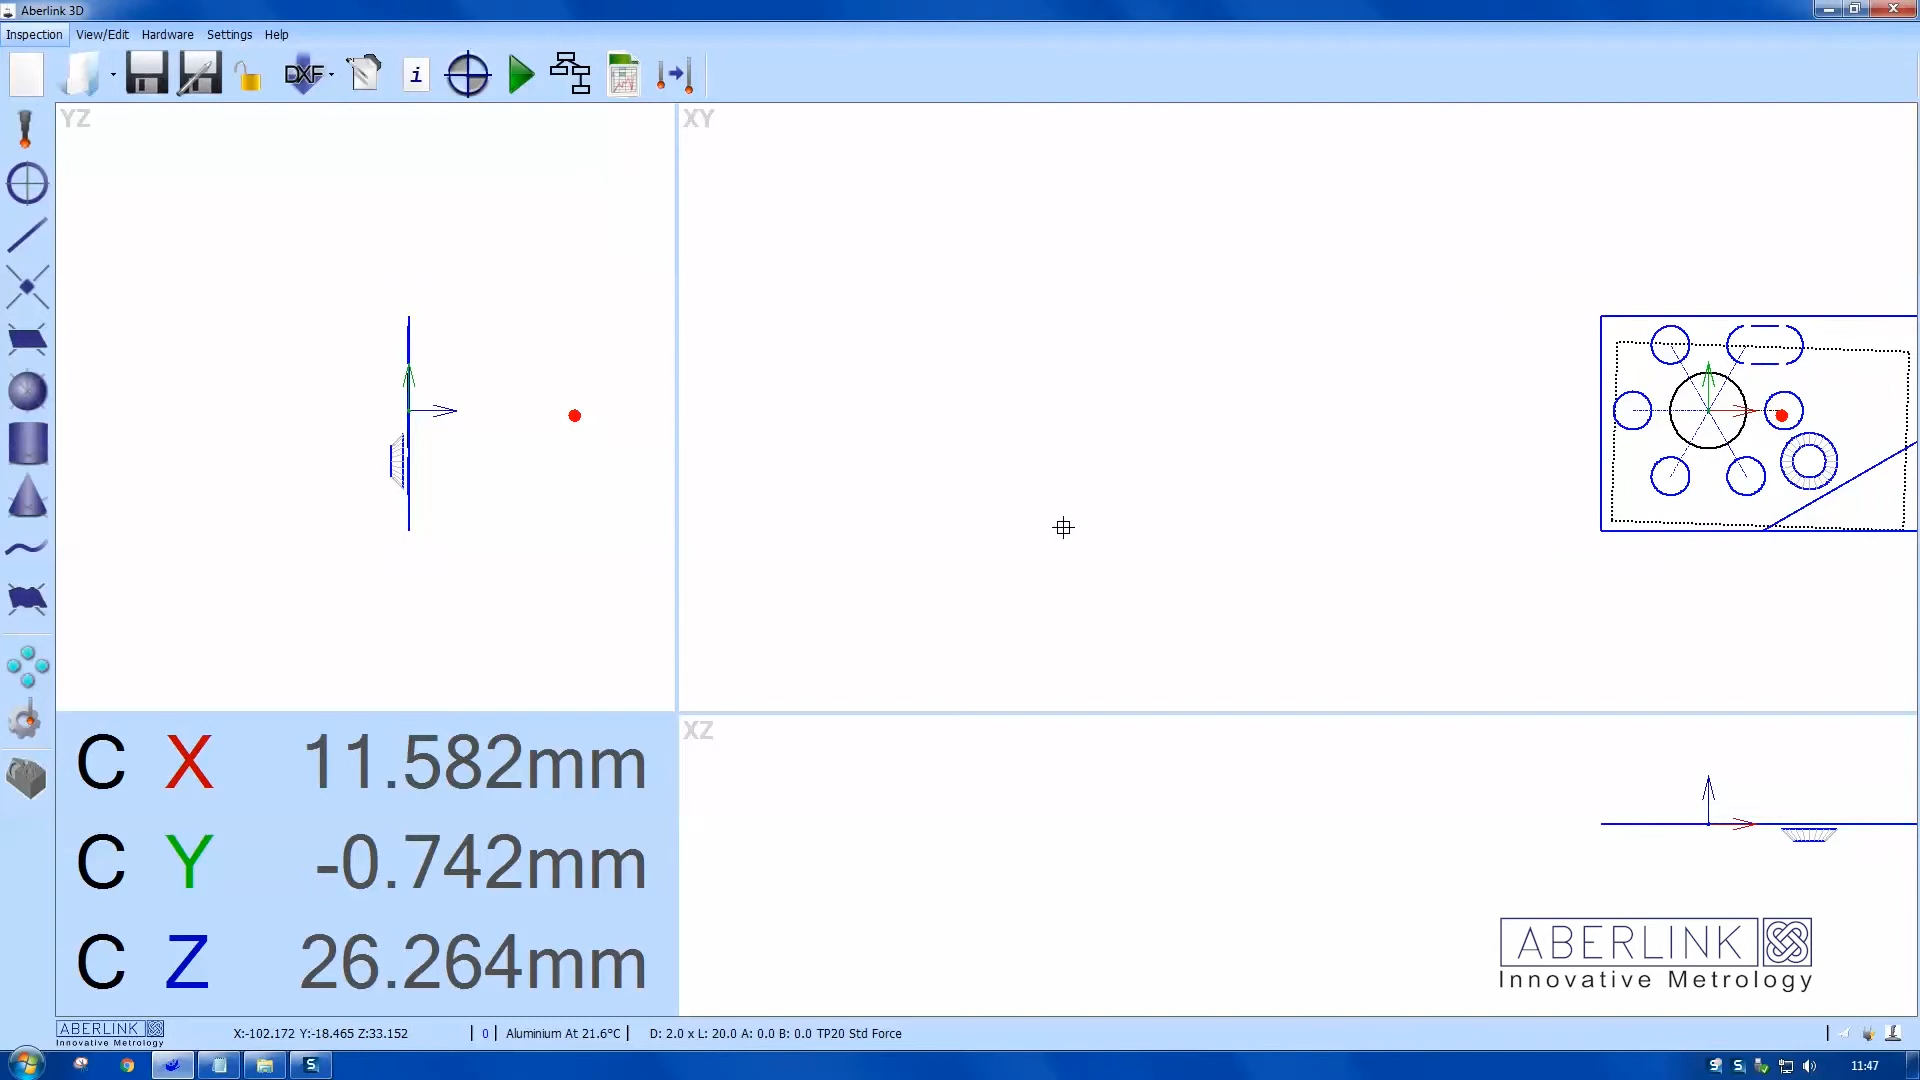 Aberlink 3D
Inspection View/Edit Hardware Settings Help
DXF i
YZ
XY
C X 11.582mm
C Y -0.742mm
C Z 26.264mm
XZ
ABERLINK
Innovative Metrology
ABERLINK
Innovative Metrology
X:-102.172 Y:-18.465 Z:33.152 | 0 | Aluminium At 21.6°C | D: 2.0 x L: 20.0 A: 0.0 B: 0.0 TP20 Std Force
11:47